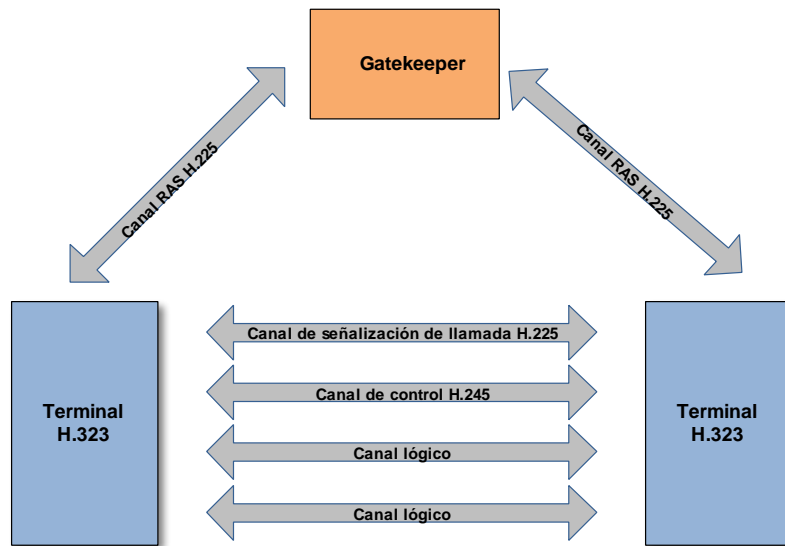 Gatekeeper
Canal RAS H.225
Canal RAS H.225
Canal de señalización de llamada H.225
Canal de control H.245
Terminal
H.323
Terminal
H.323
Canal lógico
Canal lógico